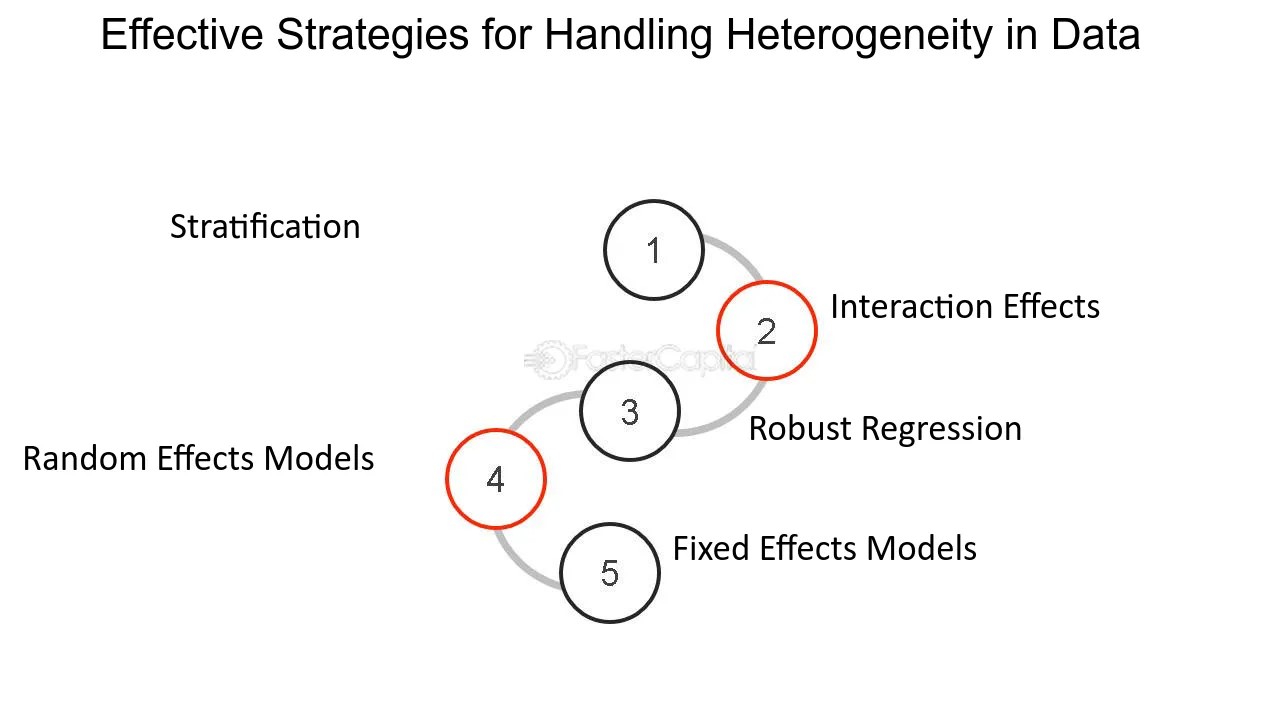 Effective Strategies for Handling Heterogeneity in Data
Stratification
1
2
Interaction Effects
FasterCapital
3
Robust Regression
Random Effects Models
4
5
Fixed Effects Models